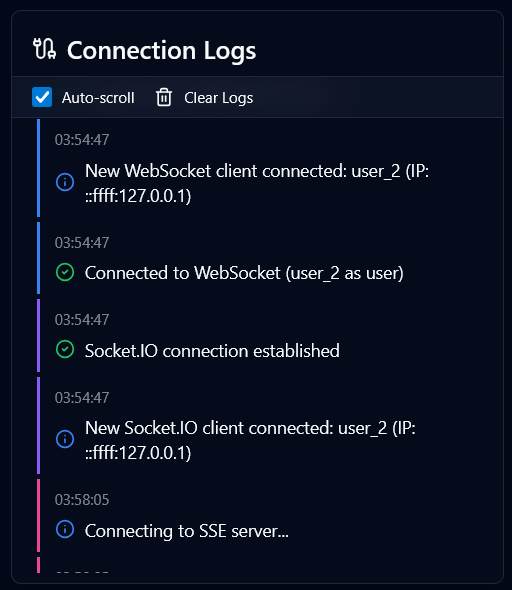 Connection Logs
Auto-scroll Clear Logs
03:54:47
New WebSocket client connected: user_2 (IP:
::ffff:127.0.0.1)
03:54:47
Connected to WebSocket (user_2 as user)
03:54:47
Socket.IO connection established
03:54:47
New Socket.IO client connected: user_2 (IP:
::ffff:127.0.0.1)
03:58:05
Connecting to SSE server...